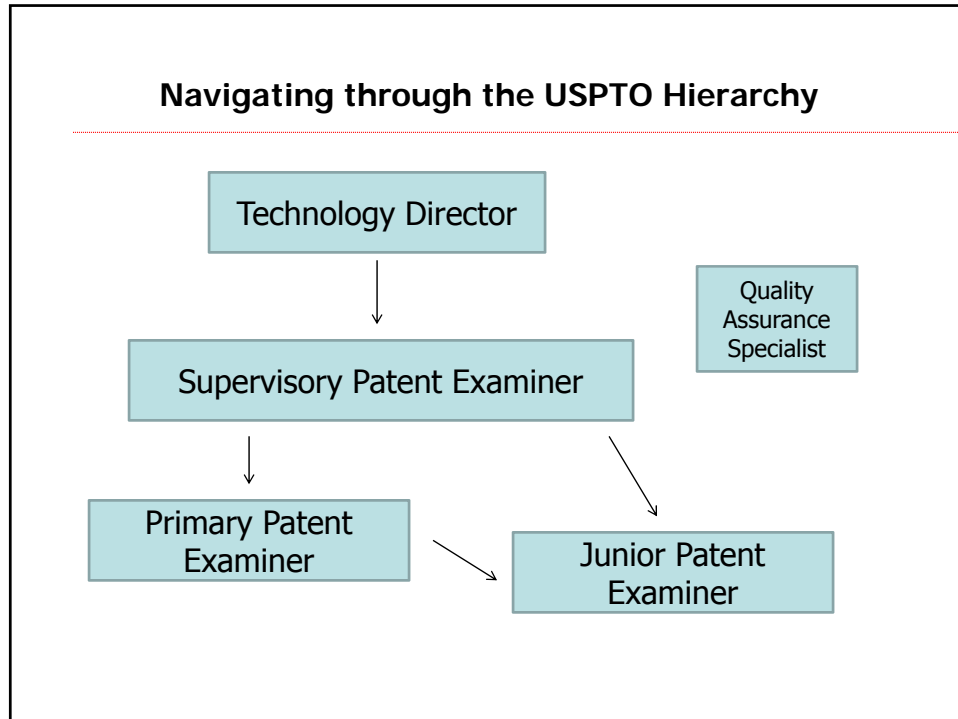 Navigating through the USPTO Hierarchy
Technology Director
Quality
Assurance
Specialist
Supervisory Patent Examiner
Primary Patent
Examiner
Junior Patent
Examiner